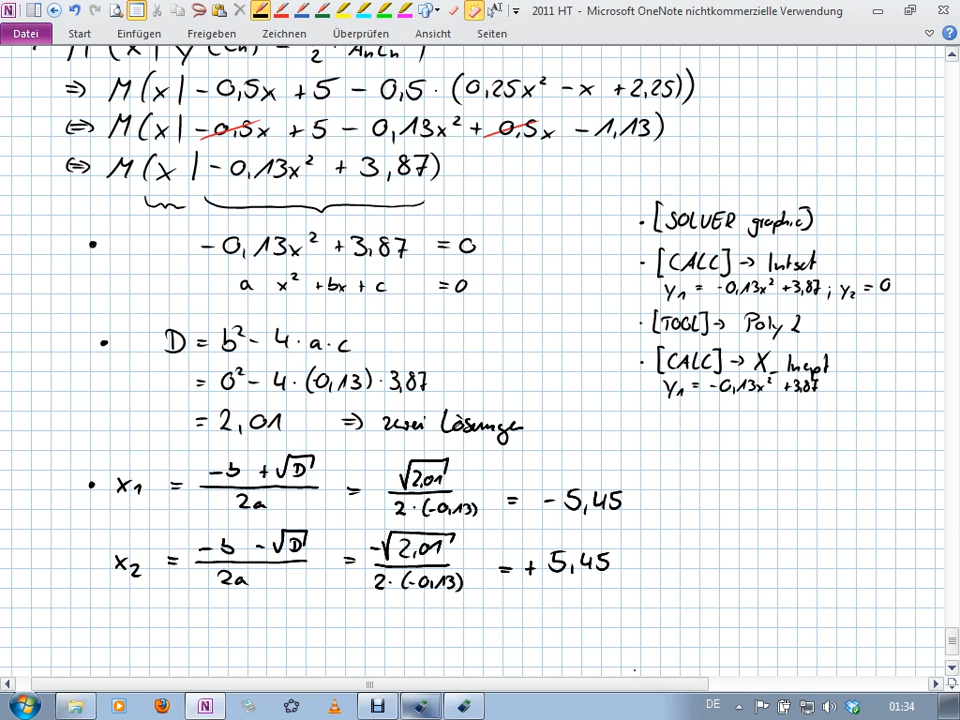 2011 HT - Microsoft OneNote nichtkommerzielle Verwendung
Datei Start Einfügen Freigeben Zeichnen Überprüfen Ansicht Seiten
⇒ M(x | -0,5x + 5 - 0,5 · (0,25x² - x + 2,25))
⇔ M(x | -0,5x + 5 - 0,13x² + 0,5x - 1,13)
⇔ M(x | -0,13x² + 3,87)
• -0,13x² + 3,87 = 0
a x² + bx + c = 0
• D = b² - 4 · a · c
= 0² - 4 · (0,13) · 3,87
= 2,01 ⇒ zwei Lösungen
• x₁ = (-b + √D) / 2a = √2,01 / 2·(-0,13) = - 5,45
x₂ = (-b - √D) / 2a = -√2,01 / 2·(-0,13) = + 5,45
• [SOLVER graphic)
• [CALC] → Intsct
Y₁ = -0,13x² + 3,87 ; Y₂ = 0
• [TOOL] → Poly 2
• [CALC] → X_Incpt
Y₁ = -0,13x² + 3,87
DE 01:34